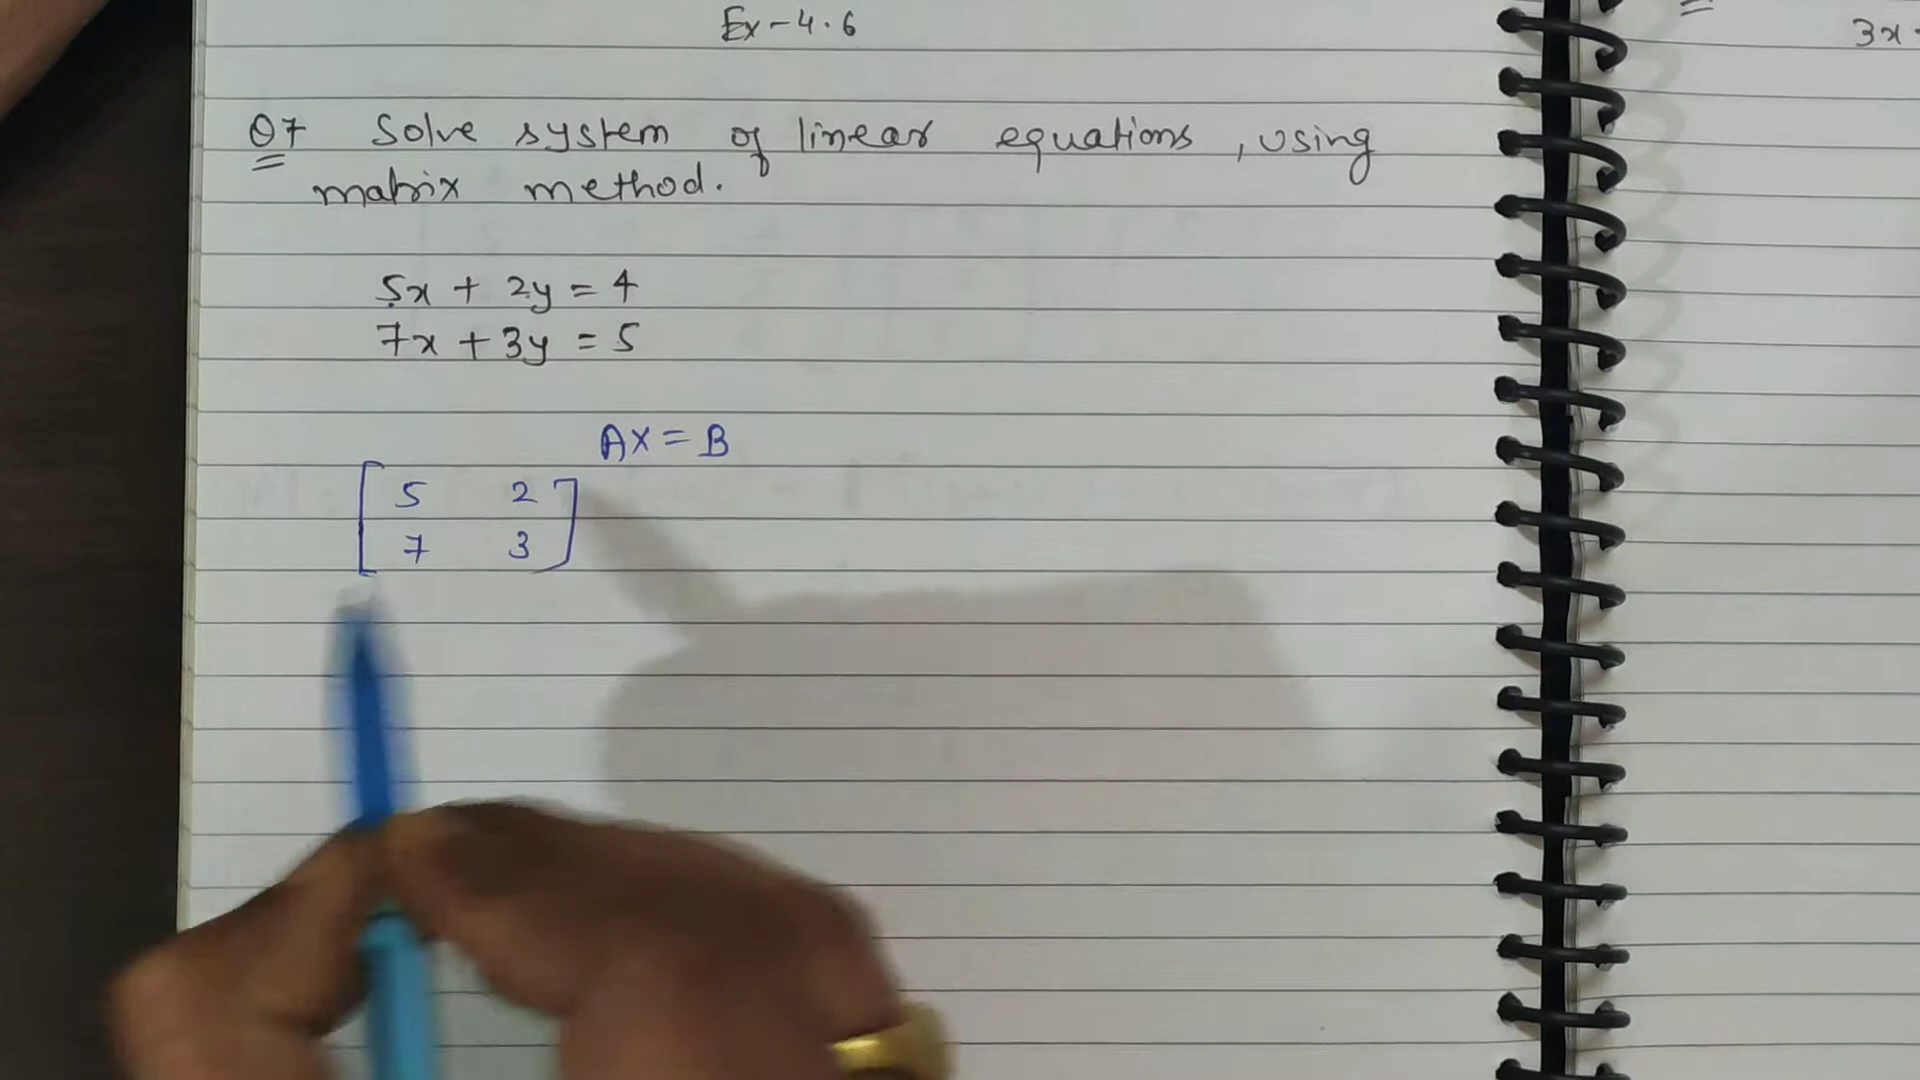 Ex-4.6
Q7 Solve system of linear equations, using
matrix method.
5x + 2y = 4
7x + 3y = 5
AX = B
[ 5 2 ]
[ 7 3 ]
=
3x